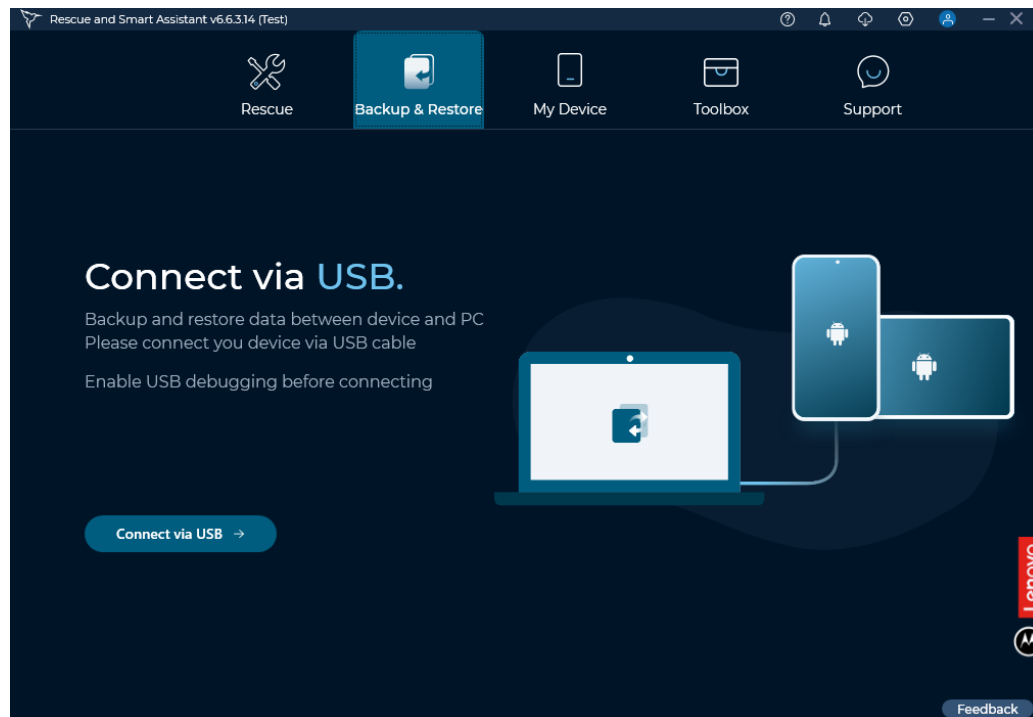 Rescue and Smart Assistant v6.6.3.14 (Test)
Rescue
Backup & Restore
My Device
Toolbox
Support
Connect via USB.
Backup and restore data between device and PC
Please connect you device via USB cable
Enable USB debugging before connecting
Connect via USB →
Lenovo
Feedback